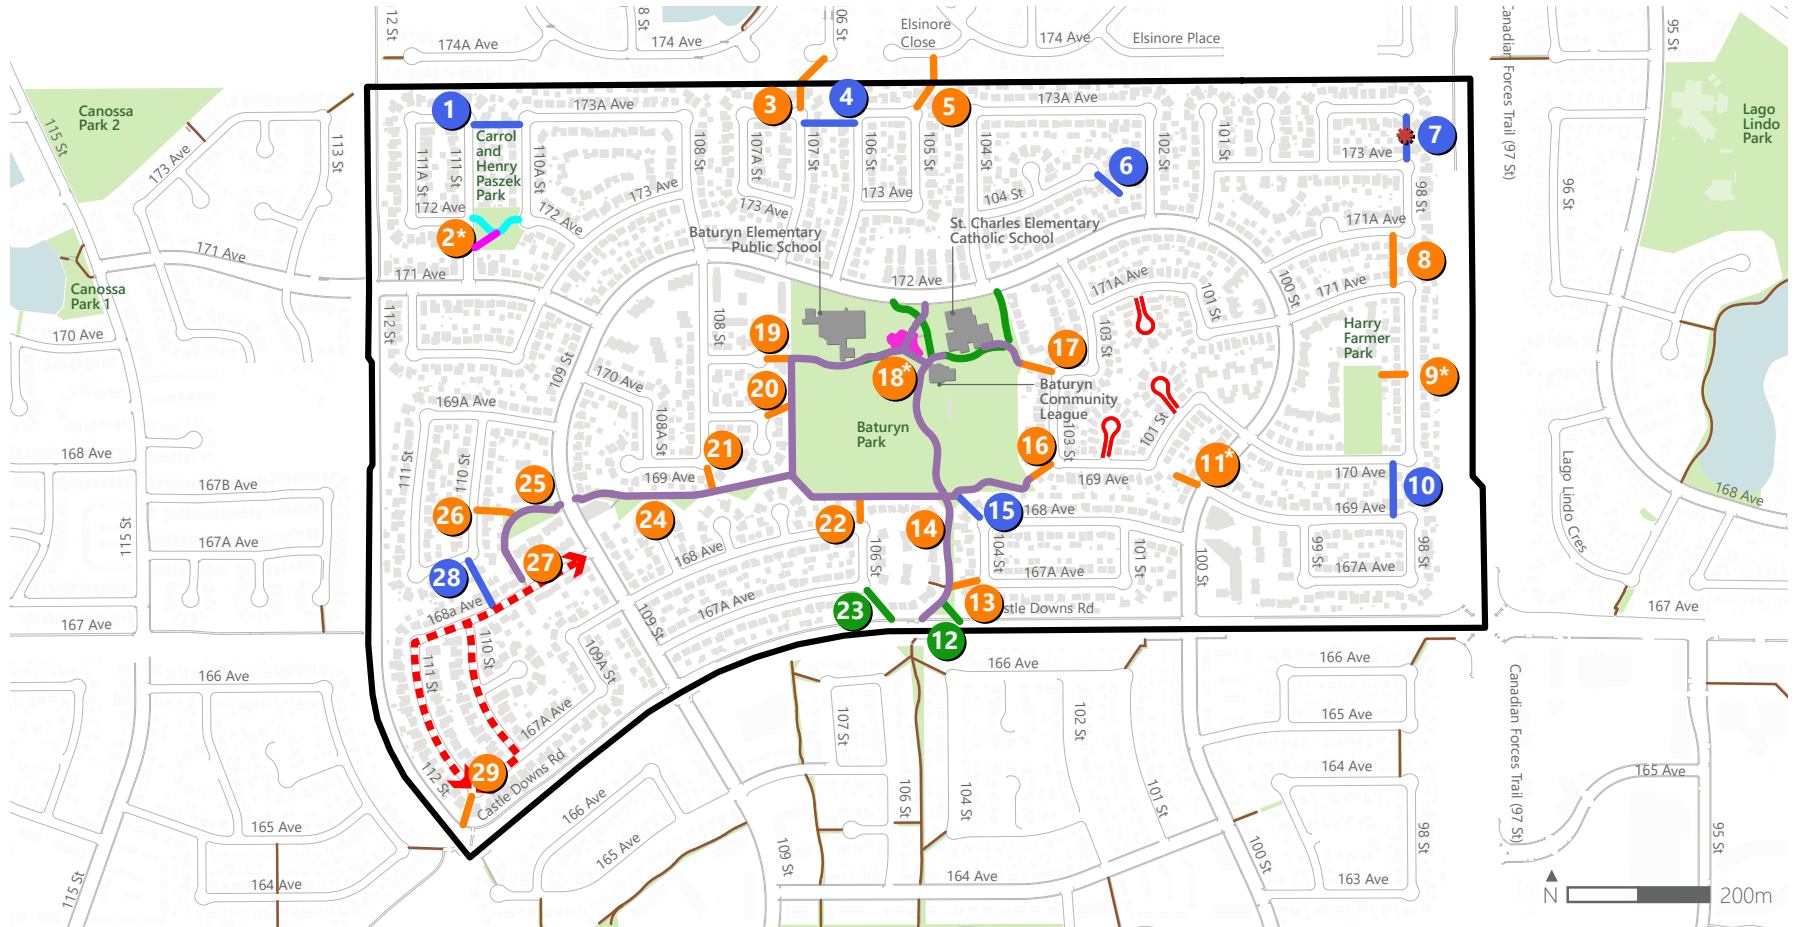 12 St
8 St
06 St
Elsinore
Close
174A Ave
174 Ave
174 Ave
Elsinore Place
Canadian Forces Trail (97 St)
95 St
Canossa
Park 2
115 St
173 Ave
113 St
1
173A Ave
3
4
5
173A Ave
7
Lago
Lindo
Park
Carrol
and
Henry
Paszek
Park
111A St
111 St
110A St
108 St
107A St
107 St
106 St
105 St
104 St
102 St
101 St
173 Ave
6
98 St
96 St
173 Ave
173 Ave
173 Ave
104 St
172 Ave
172 Ave
2*
Baturyn Elementary
Public School
St. Charles Elementary
Catholic School
171A Ave
8
171 Ave
171 Ave
172 Ave
171A Ave
101 St
100 St
171 Ave
Canossa
Park 1
170 Ave
112 St
108 St
19
17
103 St
Harry
Farmer
Park
109 St
170 Ave
20
18*
Baturyn
Community
League
9*
169A Ave
108A St
Baturyn
Park
103 St
101 St
168 Ave
111 St
110 St
21
16
11*
Lago Lindo Cres
167B Ave
169 Ave
169 Ave
170 Ave
10
168 Ave
25
26
24
22
14
15
168 Ave
169 Ave
115 St
167A Ave
27
168 Ave
106 St
104 St
101 St
100 St
99 St
98 St
28
167A Ave
167A Ave
167 Ave
168a Ave
167A Ave
109 St
23
12
13
stle Downs Rd
167 Ave
110 St
111 St
109A St
166 Ave
166 Ave
166 Ave
167A Ave
107 St
102 St
165 Ave
Canadian Forces Trail (97 St)
112 St
29
Castle Downs Rd
166 Ave
106 St
104 St
101 St
164 Ave
165 Ave
165 Ave
165 Ave
109 St
100 St
98 St
95 St
164 Ave
115 St
164 Ave
163 Ave
N
200m